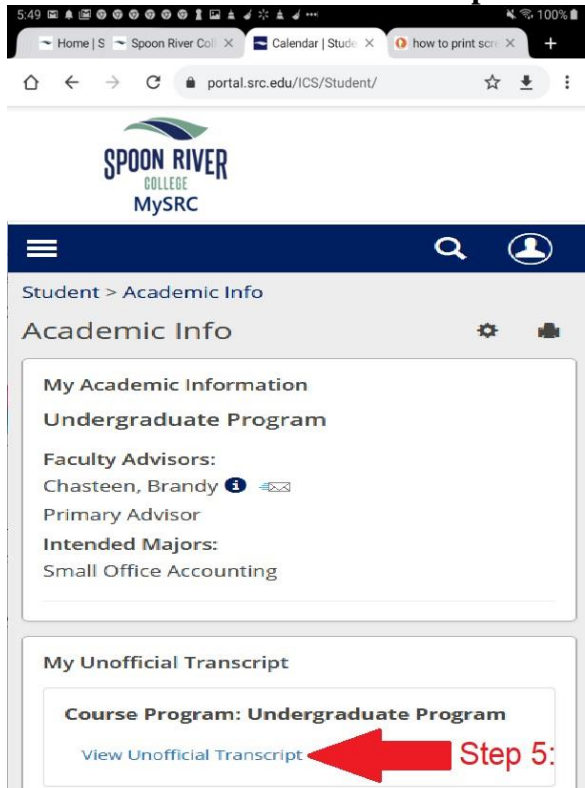 5:49 100%
Home | S Spoon River Coll Calendar | Stude how to print scre
portal.src.edu/ICS/Student/
SPOON RIVER
COLLEGE
MySRC
Student > Academic Info
Academic Info
My Academic Information
Undergraduate Program
Faculty Advisors:
Chasteen, Brandy
Primary Advisor
Intended Majors:
Small Office Accounting
My Unofficial Transcript
Course Program: Undergraduate Program
View Unofficial Transcript Step 5: